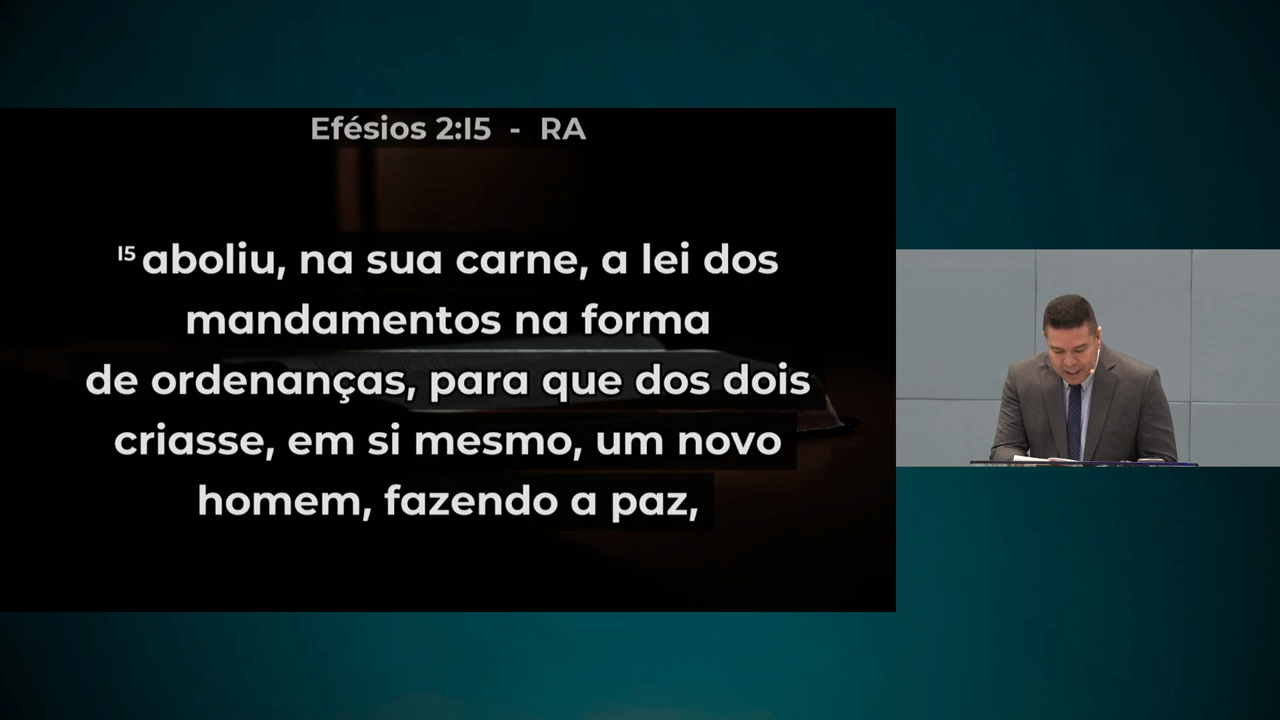 Efésios 2:15 - RA
15 aboliu, na sua carne, a lei dos
mandamentos na forma
de ordenanças, para que dos dois
criasse, em si mesmo, um novo
homem, fazendo a paz,